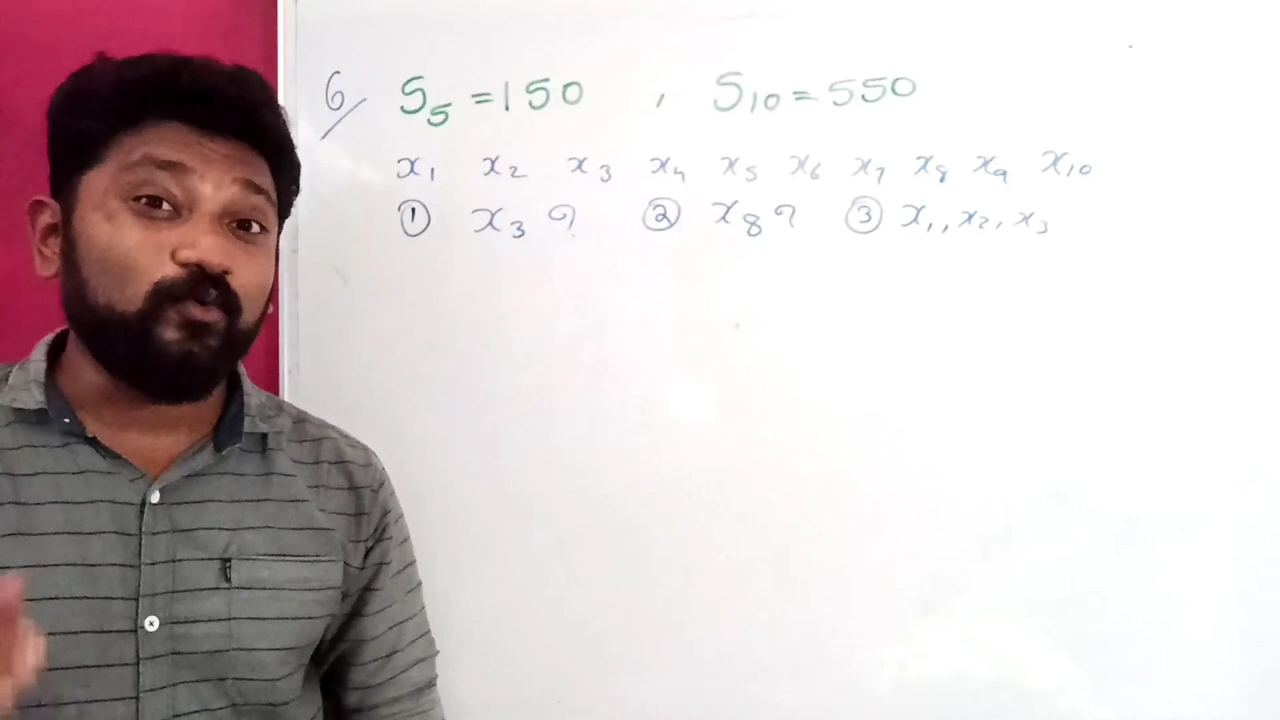 6/ S₅ = 150 , S₁₀ = 550
x₁ x₂ x₃ x₄ x₅ x₆ x₇ x₈ x₉ x₁₀
① x₃ ? ② x₈ ? ③ x₁, x₂, x₃